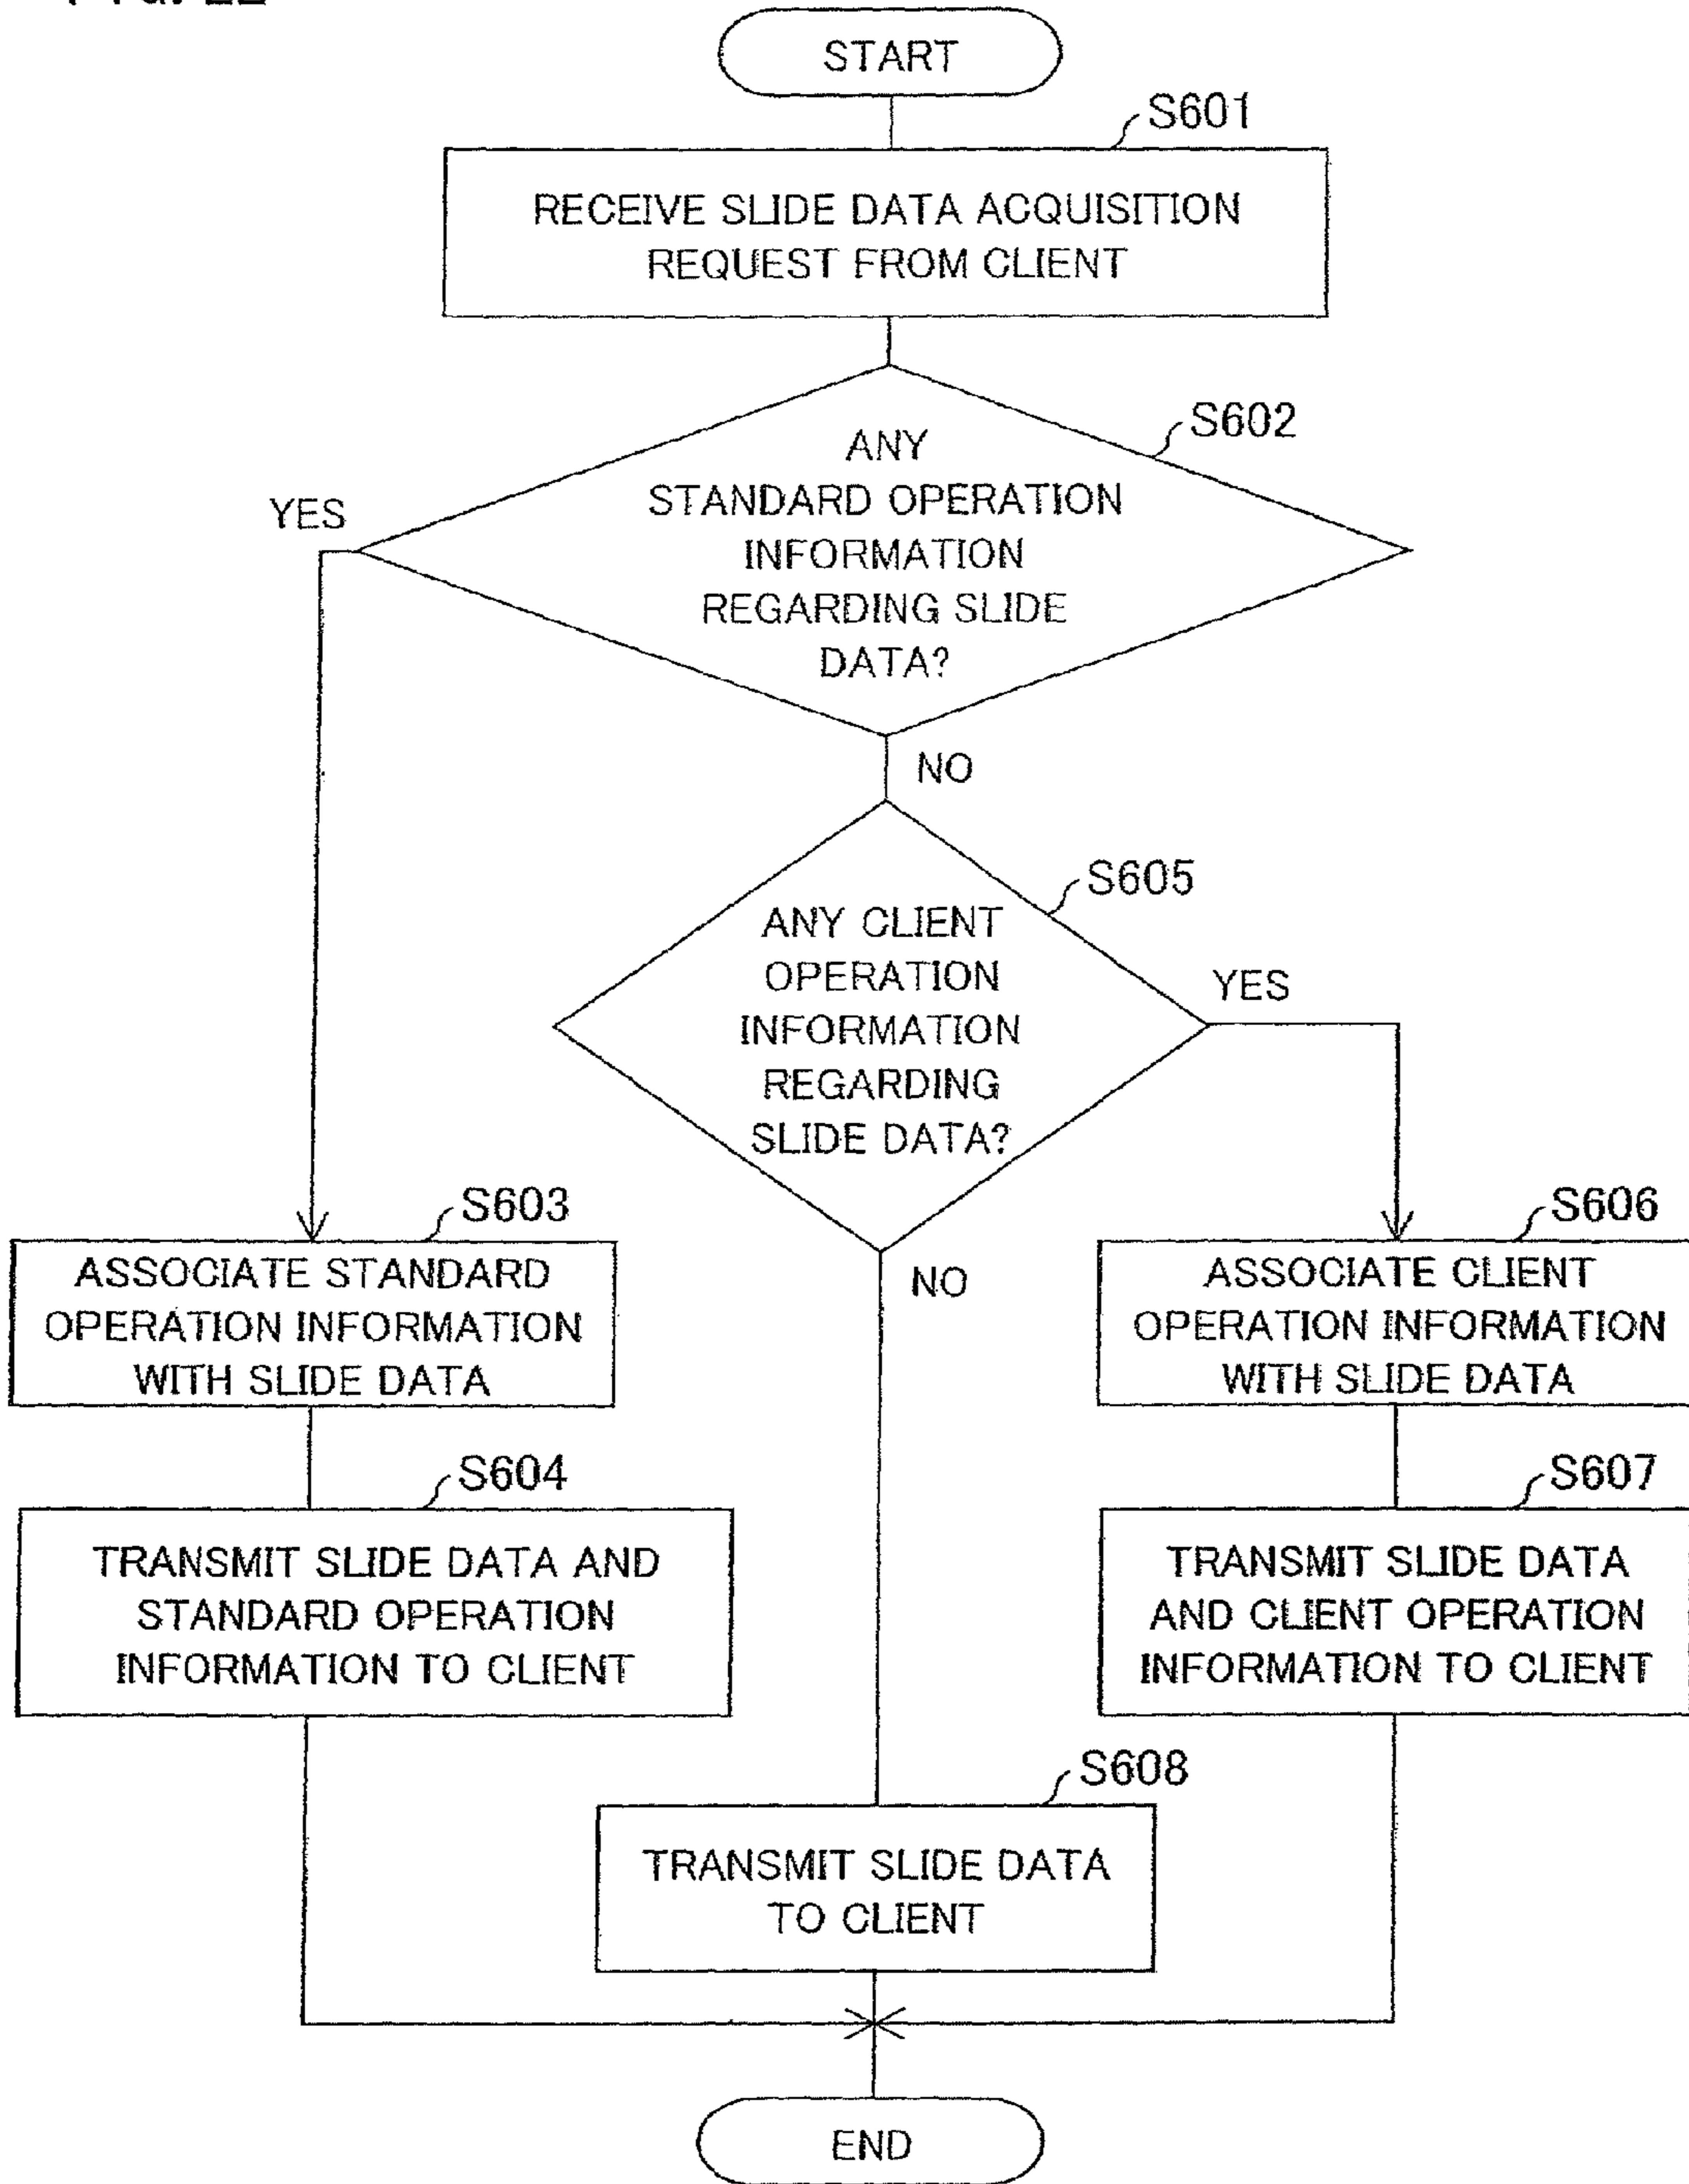 START
S601
RECEIVE SLIDE DATA ACQUISITION
REQUEST FROM CLIENT
S602
ANY
STANDARD OPERATION
INFORMATION
REGARDING SLIDE
DATA?
YES
NO
S605
ANY CLIENT
OPERATION
INFORMATION
REGARDING
SLIDE DATA?
YES
NO
S603
ASSOCIATE STANDARD
OPERATION INFORMATION
WITH SLIDE DATA
S606
ASSOCIATE CLIENT
OPERATION INFORMATION
WITH SLIDE DATA
S604
TRANSMIT SLIDE DATA AND
STANDARD OPERATION
INFORMATION TO CLIENT
S607
TRANSMIT SLIDE DATA
AND CLIENT OPERATION
INFORMATION TO CLIENT
S608
TRANSMIT SLIDE DATA
TO CLIENT
END